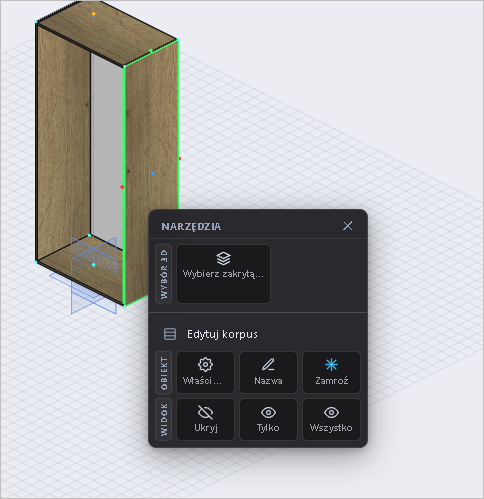 NARZĘDZIA
WYBÓR 3D
Wybierz zakrytą...
Edytuj korpus
OBIEKT
Właści...
Nazwa
Zamroź
WIDOK
Ukryj
Tylko
Wszystko